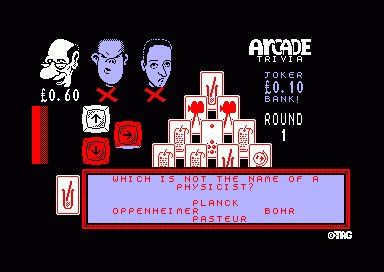 ARCADE
TRIVIA
JOKER
£0.10
BANK!
£0.60
ROUND
1
WHICH IS NOT THE NAME OF A
PHYSICIST?
PLANCK
OPPENHEIMER BOHR
PASTEUR
©TAG